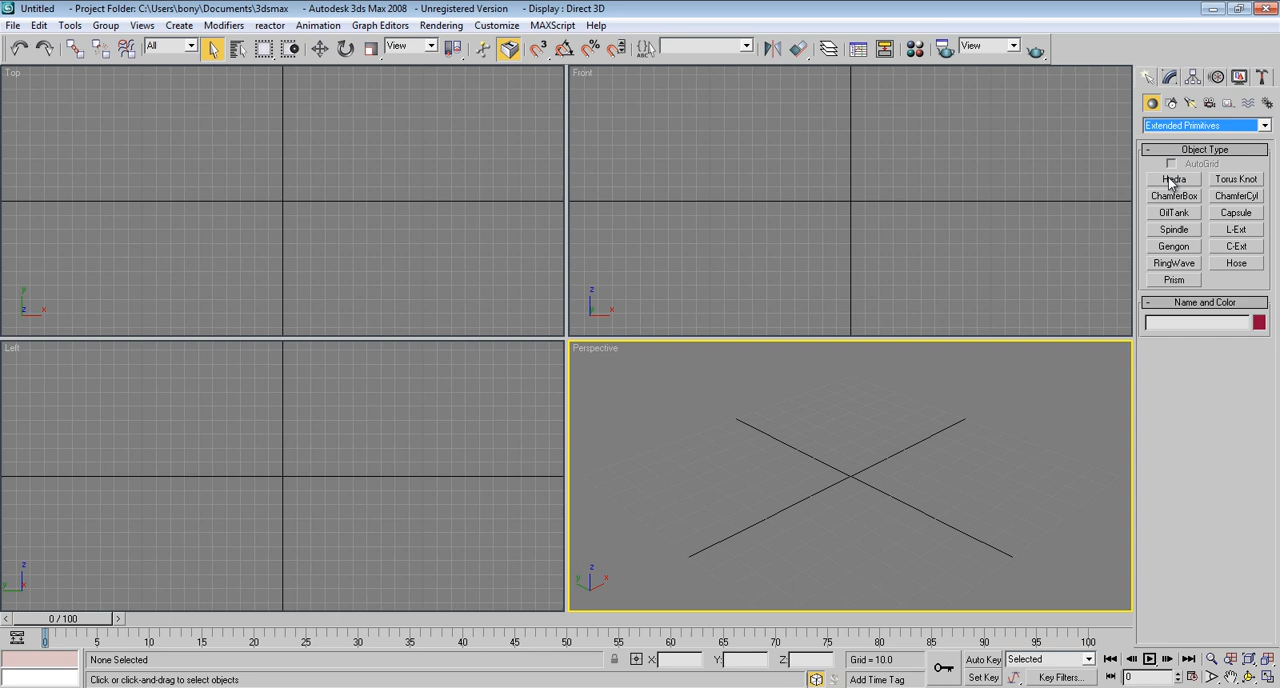 Untitled - Project Folder: C:\Users\bony\Documents\3dsmax - Autodesk 3ds Max 2008 - Unregistered Version - Display : Direct 3D
File Edit Tools Group Views Create Modifiers reactor Animation Graph Editors Rendering Customize MAXScript Help
All View View
Top
Front
Extended Primitives
- Object Type
AutoGrid
Hedra Torus Knot
ChamferBox ChamferCyl
OilTank Capsule
Spindle L-Ext
Gengon C-Ext
RingWave Hose
Prism
- Name and Color
z
y
x
z
y
x
Left
Perspective
z
y
x
z
y
x
< 0 / 100 >
0 5 10 15 20 25 30 35 40 45 50 55 60 65 70 75 80 85 90 95 100
None Selected X: Y: Z: Grid = 10.0 Auto Key Selected
Click or click-and-drag to select objects Add Time Tag Set Key Key Filters... 0